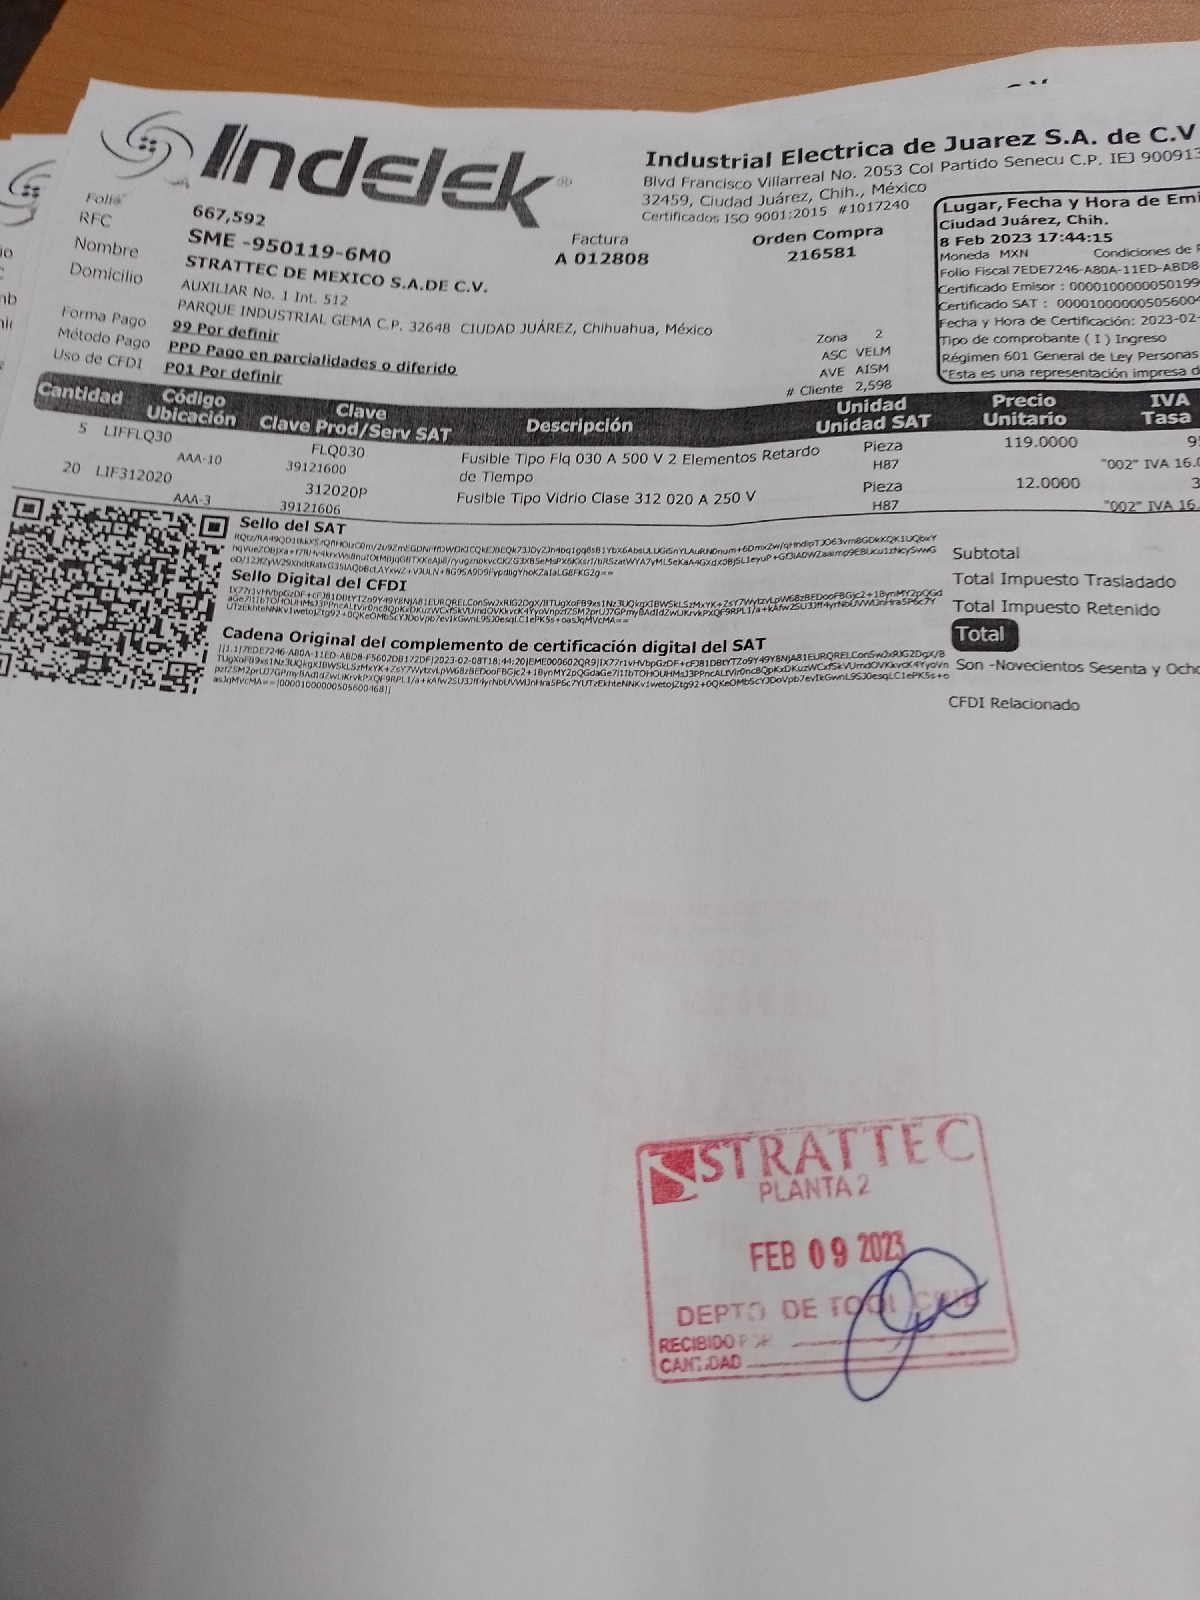 Indelek®
Industrial Electrica de Juarez S.A. de C.V
Blvd Francisco Villarreal No. 2053 Col Partido Senecu C.P. IEJ 900913
32459, Ciudad Juárez, Chih., México
Certificados ISO 9001:2015 #1017240
Folio 667,592
RFC SME -950119-6M0
Nombre STRATTEC DE MEXICO S.A.DE C.V.
Domicilio AUXILIAR No. 1 Int. 512
PARQUE INDUSTRIAL GEMA C.P. 32648 CIUDAD JUÁREZ, Chihuahua, México
Forma Pago 99 Por definir
Método Pago PPD Pago en parcialidades o diferido
Uso de CFDI P01 Por definir
Factura
A 012808
Orden Compra
216581
Zona 2
ASC VELM
AVE AISM
# Cliente 2,598
Lugar, Fecha y Hora de Emi
Ciudad Juárez, Chih.
8 Feb 2023 17:44:15
Moneda MXN Condiciones de P
Folio Fiscal 7EDE7246-A80A-11ED-ABD8
Certificado Emisor : 0000100000050199
Certificado SAT : 000010000005056004
Fecha y Hora de Certificación: 2023-02-
Tipo de comprobante ( I ) Ingreso
Régimen 601 General de Ley Personas
"Esta es una representación impresa d
Cantidad Código Ubicación Clave Clave Prod/Serv SAT Descripción Unidad Unidad SAT Precio Unitario IVA Tasa
5 LIFFLQ30 FLQ030 Fusible Tipo Flq 030 A 500 V 2 Elementos Retardo Pieza 119.0000
AAA-10 39121600 de Tiempo H87 "002" IVA 16.0
20 LIF312020 312020P Fusible Tipo Vidrio Clase 312 020 A 250 V Pieza 12.0000 3
AAA-3 39121606 H87 "002" IVA 16.
Sello del SAT
Sello Digital del CFDI
Cadena Original del complemento de certificación digital del SAT
Subtotal
Total Impuesto Trasladado
Total Impuesto Retenido
Total
Son -Novecientos Sesenta y Ocho
CFDI Relacionado
STRATTEC
PLANTA 2
FEB 09 2023
DEPTO DE TOOL CRIB
RECIBIDO POR
CANTIDAD